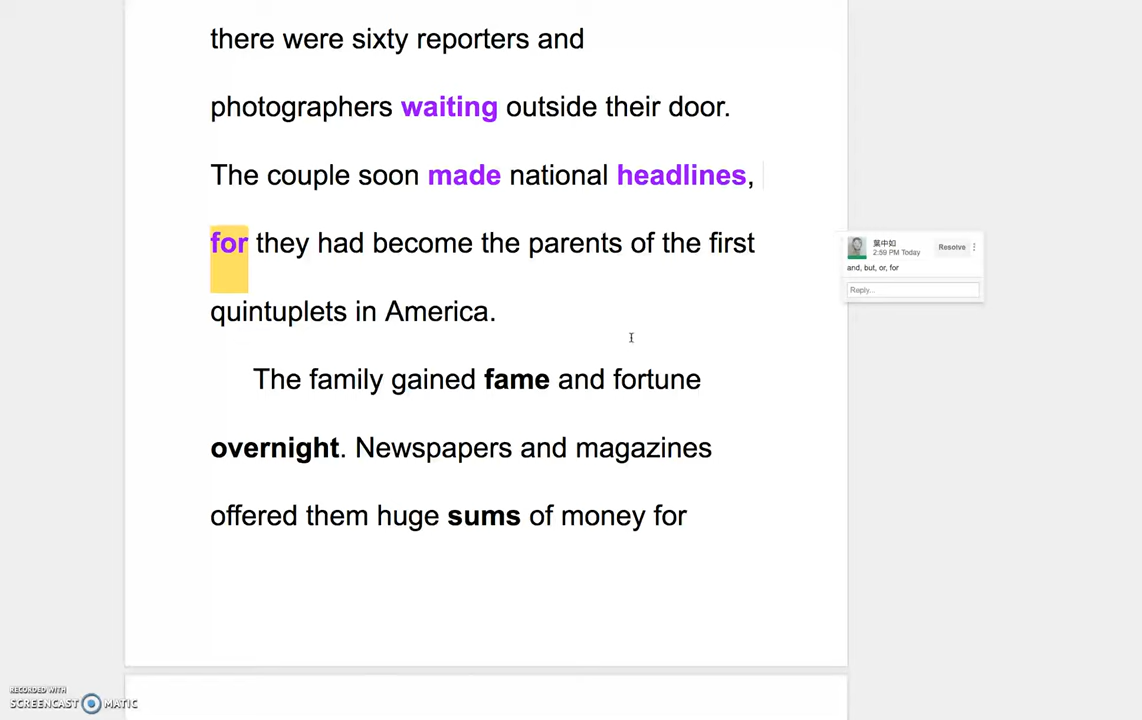 there were sixty reporters and
photographers waiting outside their door.
The couple soon made national headlines,
for they had become the parents of the first
quintuplets in America.
The family gained fame and fortune
overnight. Newspapers and magazines
offered them huge sums of money for
葉中如
Resolve
2:59 PM Today
and, but, or, for
Reply...
RECORDED WITH
SCREENCAST MATIC